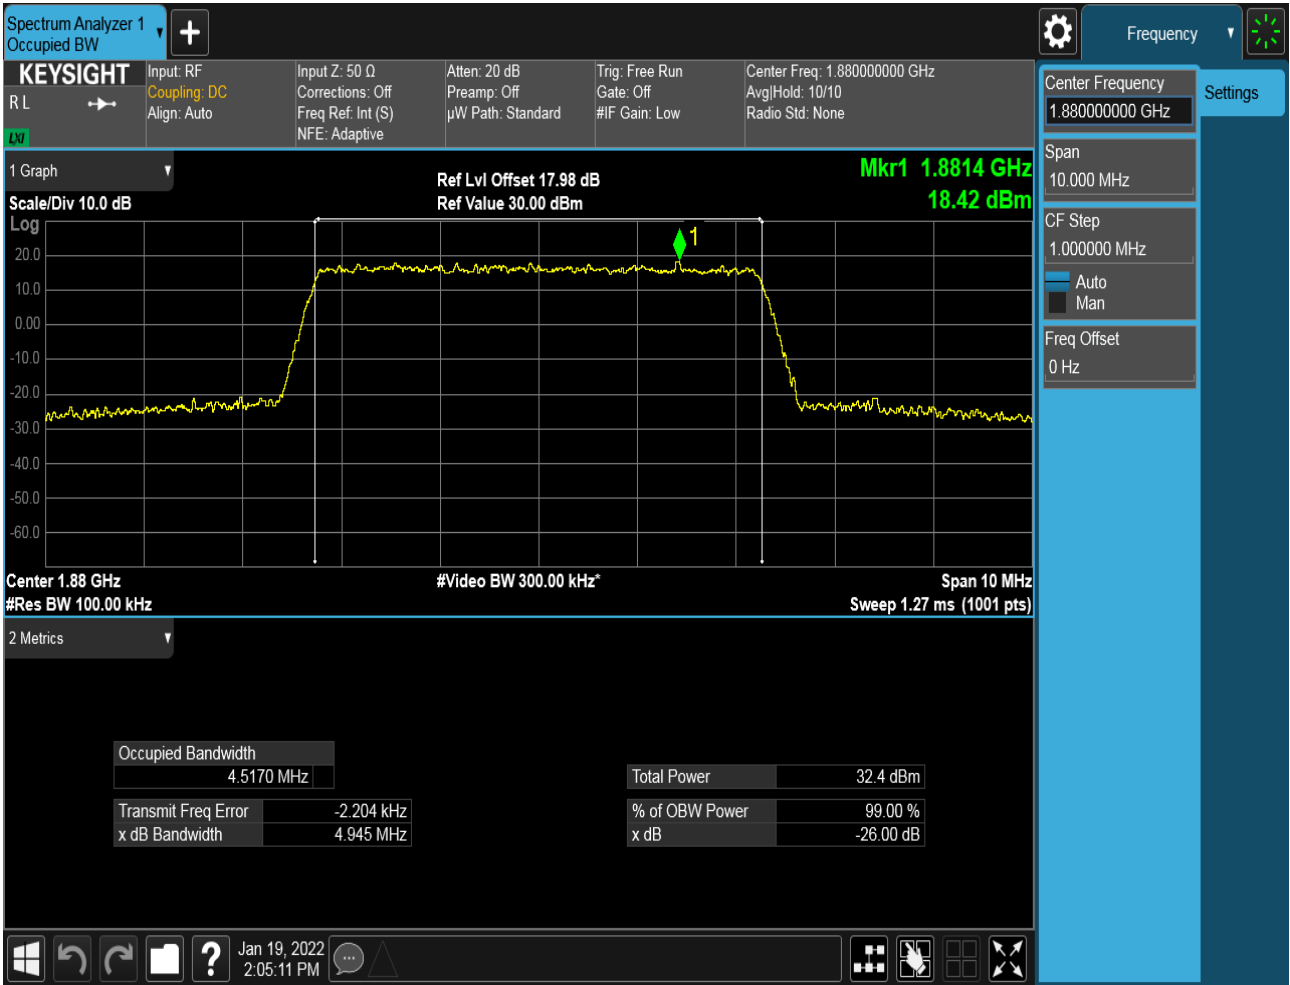 Spectrum Analyzer 1
Occupied BW
Frequency
KEYSIGHT
R L
LXI
Input: RF
Coupling: DC
Align: Auto
Input Z: 50 Ω
Corrections: Off
Freq Ref: Int (S)
NFE: Adaptive
Atten: 20 dB
Preamp: Off
µW Path: Standard
Trig: Free Run
Gate: Off
#IF Gain: Low
Center Freq: 1.880000000 GHz
Avg|Hold: 10/10
Radio Std: None
Center Frequency
1.880000000 GHz
Settings
Span
10.000 MHz
CF Step
1.000000 MHz
Auto
Man
Freq Offset
0 Hz
1 Graph
Scale/Div 10.0 dB
Ref Lvl Offset 17.98 dB
Ref Value 30.00 dBm
Mkr1 1.8814 GHz
18.42 dBm
Log
1
20.0
10.0
0.00
-10.0
-20.0
-30.0
-40.0
-50.0
-60.0
Center 1.88 GHz
#Video BW 300.00 kHz*
Span 10 MHz
#Res BW 100.00 kHz
Sweep 1.27 ms (1001 pts)
2 Metrics
Occupied Bandwidth
4.5170 MHz
Total Power 32.4 dBm
Transmit Freq Error -2.204 kHz
% of OBW Power 99.00 %
x dB Bandwidth 4.945 MHz
x dB -26.00 dB
?
Jan 19, 2022
2:05:11 PM